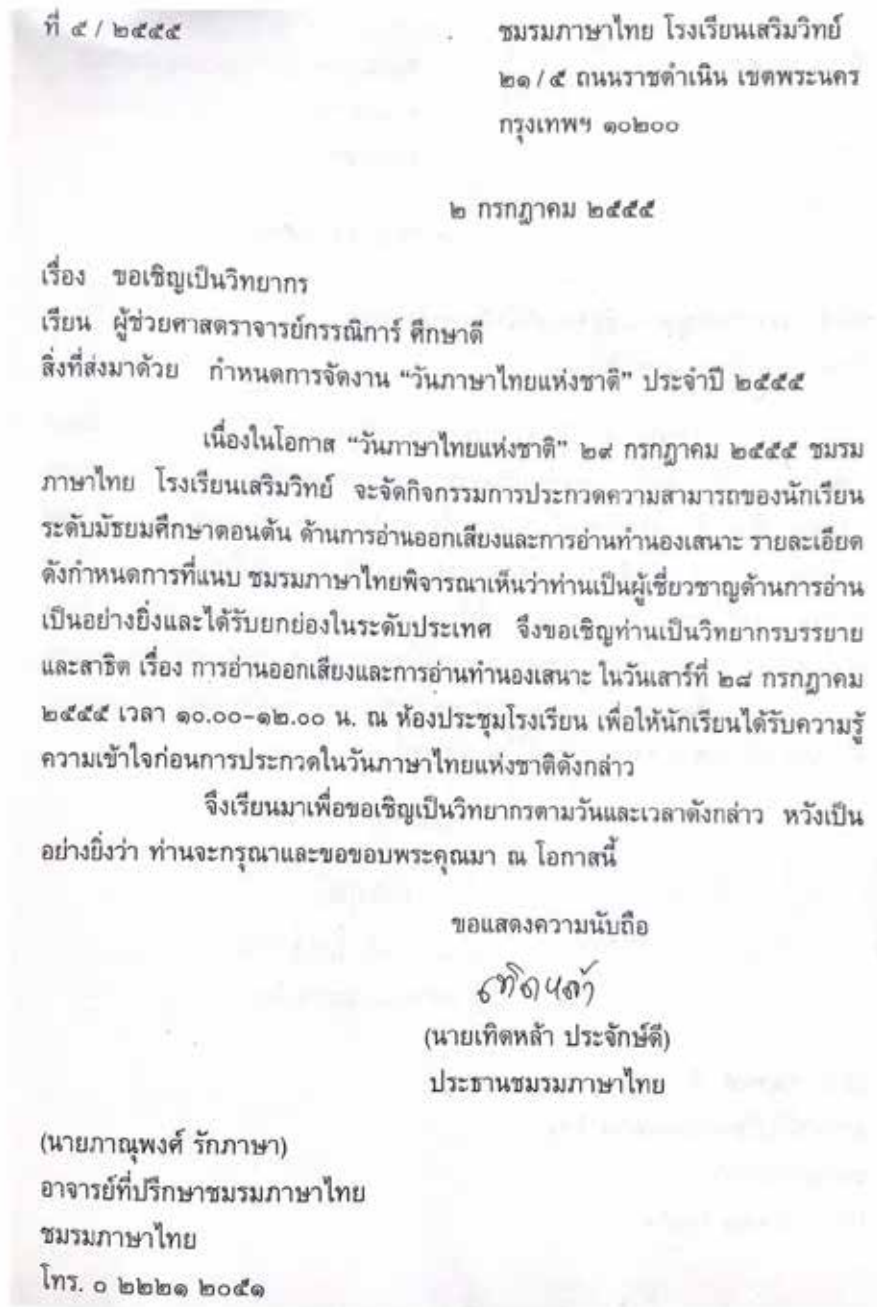 ที่ ๕ / ๒๕๕๕
ชมรมภาษาไทย โรงเรียนเสริมวิทย์
๒๑ / ๕ ถนนราชดำเนิน เขตพระนคร
กรุงเทพฯ ๑๐๒๐๐
๒ กรกฎาคม ๒๕๕๕
เรื่อง ขอเชิญเป็นวิทยากร
เรียน ผู้ช่วยศาสตราจารย์กรรณิการ์ ศึกษาดี
สิ่งที่ส่งมาด้วย กำหนดการจัดงาน “วันภาษาไทยแห่งชาติ” ประจำปี ๒๕๕๕
เนื่องในโอกาส “วันภาษาไทยแห่งชาติ” ๒๙ กรกฎาคม ๒๕๕๕ ชมรม
ภาษาไทย โรงเรียนเสริมวิทย์ จะจัดกิจกรรมการประกวดความสามารถของนักเรียน
ระดับมัธยมศึกษาตอนต้น ด้านการอ่านออกเสียงและการอ่านทำนองเสนาะ รายละเอียด
ดังกำหนดการที่แนบ ชมรมภาษาไทยพิจารณาเห็นว่าท่านเป็นผู้เชี่ยวชาญด้านการอ่าน
เป็นอย่างยิ่งและได้รับยกย่องในระดับประเทศ จึงขอเชิญท่านเป็นวิทยากรบรรยาย
และสาธิต เรื่อง การอ่านออกเสียงและการอ่านทำนองเสนาะ ในวันเสาร์ที่ ๒๘ กรกฎาคม
๒๕๕๕ เวลา ๑๐.๐๐-๑๒.๐๐ น. ณ ห้องประชุมโรงเรียน เพื่อให้นักเรียนได้รับความรู้
ความเข้าใจก่อนการประกวดในวันภาษาไทยแห่งชาติดังกล่าว
จึงเรียนมาเพื่อขอเชิญเป็นวิทยากรตามวันและเวลาดังกล่าว หวังเป็น
อย่างยิ่งว่า ท่านจะกรุณาและขอขอบพระคุณมา ณ โอกาสนี้
ขอแสดงความนับถือ
เทิดหล้า
(นายเทิดหล้า ประจักษ์ดี)
ประธานชมรมภาษาไทย
(นายภาณุพงศ์ รักภาษา)
อาจารย์ที่ปรึกษาชมรมภาษาไทย
ชมรมภาษาไทย
โทร. ๐ ๒๒๒๑ ๒๐๕๑